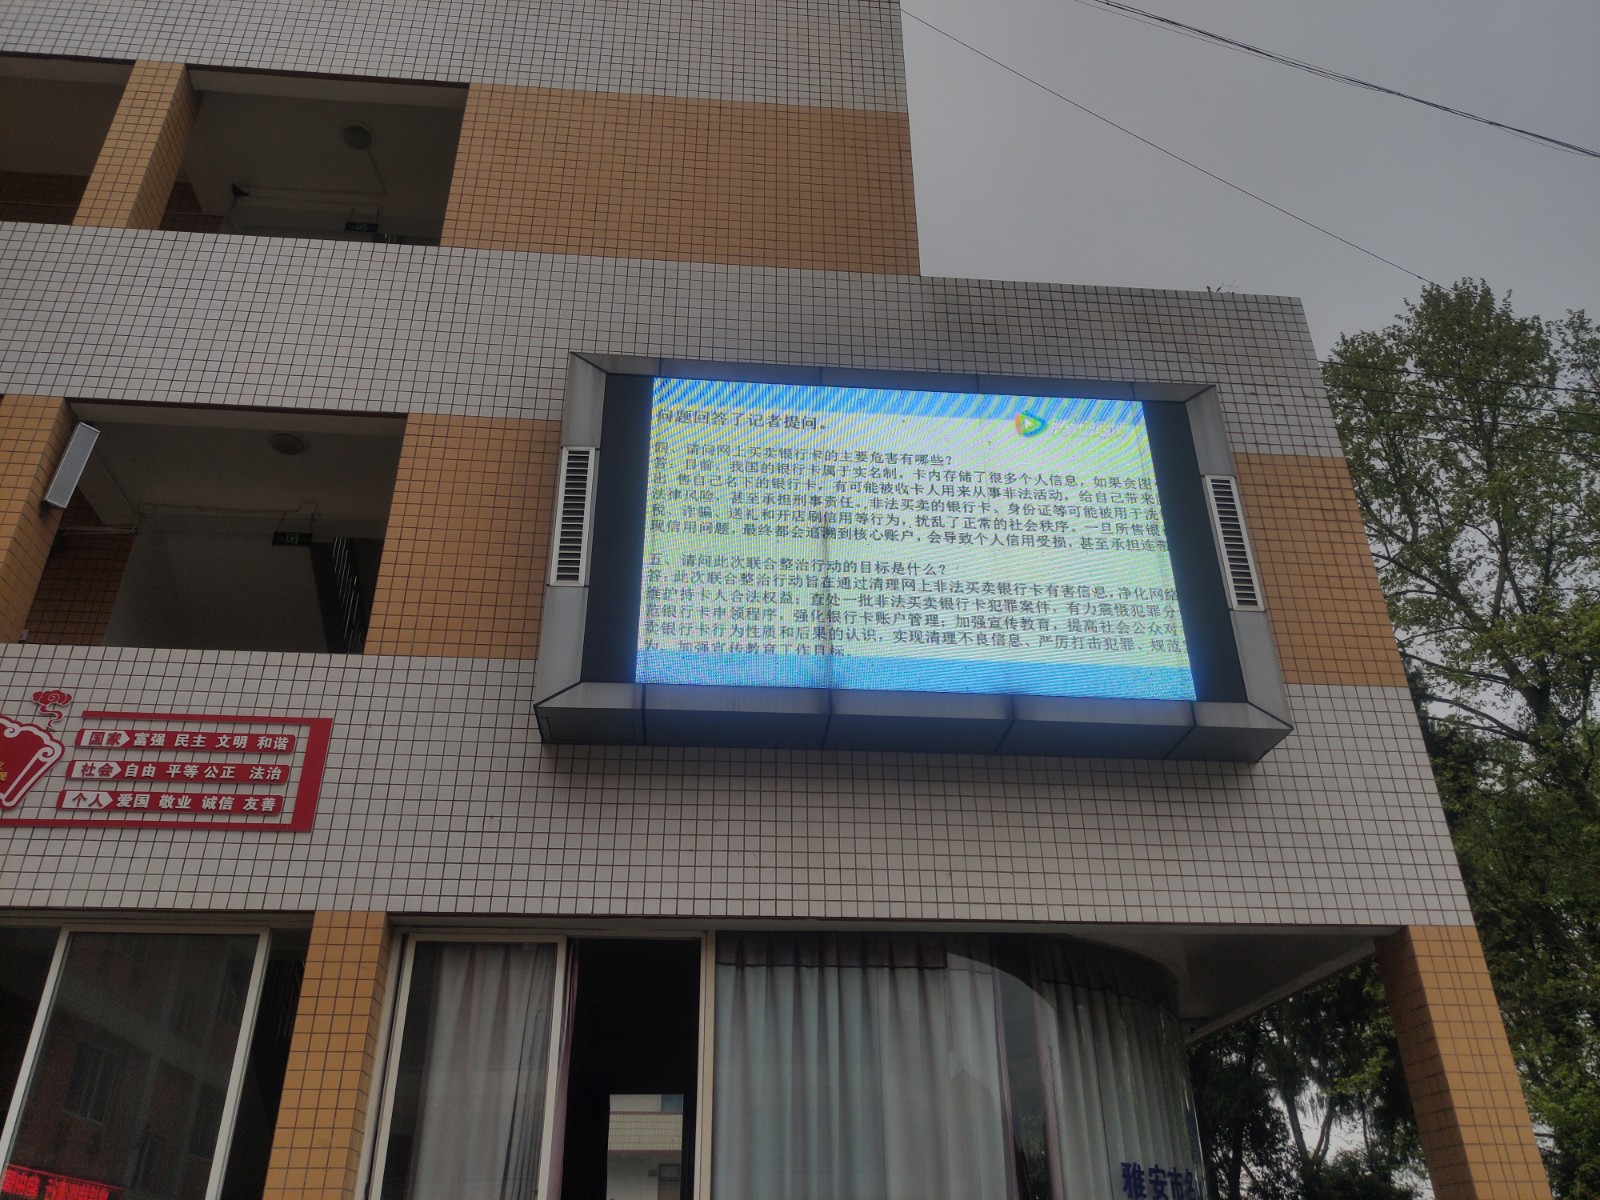 问题回答了记者提问。
请问网上买卖银行卡的主要危害有哪些?
目前,我国的银行卡属于实名制,卡内存储了很多个人信息,如果贪图
售自己名下的银行卡,有可能被收卡人用来从事非法活动,给自己带来
法律风险,甚至承担刑事责任。非法买卖的银行卡、身份证等可能被用于洗
诈骗、送礼和开店刷信用等行为,扰乱了正常的社会秩序。一旦所售银
现信用问题,最终都会追溯到核心账户,会导致个人信用受损,甚至承担连带
五、请问此次联合整治行动的目标是什么?
答:此次联合整治行动旨在通过清理网上非法买卖银行卡有害信息,净化网络
维护持卡人合法权益;查处一批非法买卖银行卡犯罪案件,有力震慑犯罪分
范银行卡申领程序,强化银行卡账户管理;加强宣传教育,提高社会公众对
卖银行卡行为性质和后果的认识,实现清理不良信息、严厉打击犯罪、规范
为、加强宣传教育工作目标。
国家 富强 民主 文明 和谐
社会 自由 平等 公正 法治
个人 爱国 敬业 诚信 友善
雅安市名